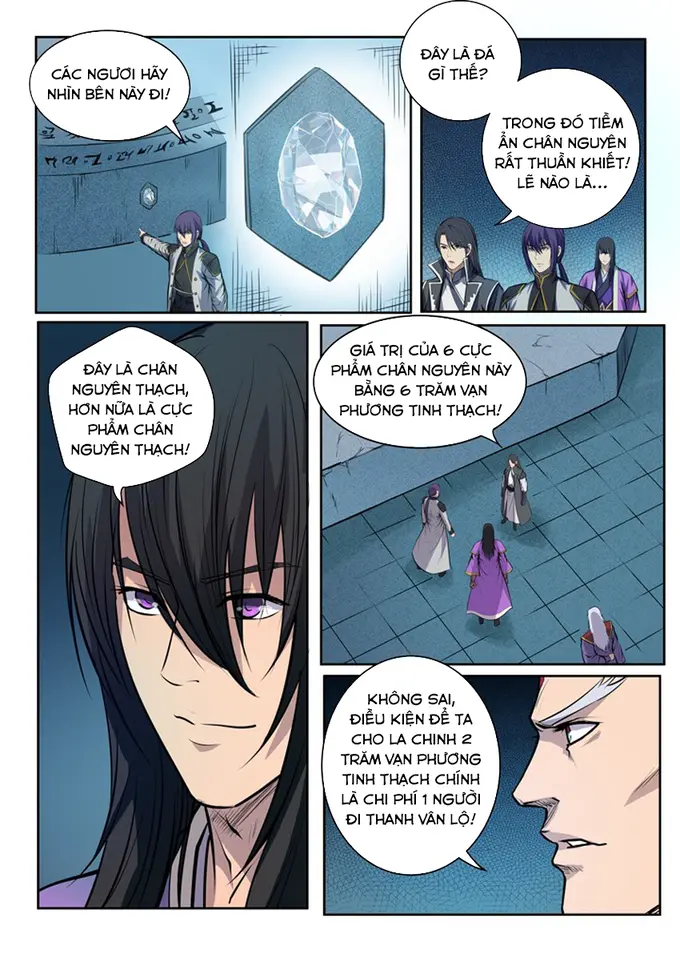 CÁC NGƯƠI HÃY
NHÌN BÊN NÀY ĐI!
ĐÂY LÀ ĐÁ
GÌ THẾ?
TRONG ĐÓ TIỀM
ẨN CHÂN NGUYÊN
RẤT THUẦN KHIẾT!
LẼ NÀO LÀ...
ĐÂY LÀ CHÂN
NGUYÊN THẠCH,
HƠN NỮA LÀ CỰC
PHẨM CHÂN
NGUYÊN THẠCH!
GIÁ TRỊ CỦA 6 CỰC
PHẨM CHÂN NGUYÊN NÀY
BẰNG 6 TRĂM VẠN
PHƯƠNG TINH THẠCH!
KHÔNG SAI,
ĐIỀU KIỆN ĐỂ TA
CHO LA CHINH 2
TRĂM VẠN PHƯƠNG
TINH THẠCH CHÍNH
LÀ CHI PHÍ 1 NGƯỜI
ĐI THANH VÂN LỘ!